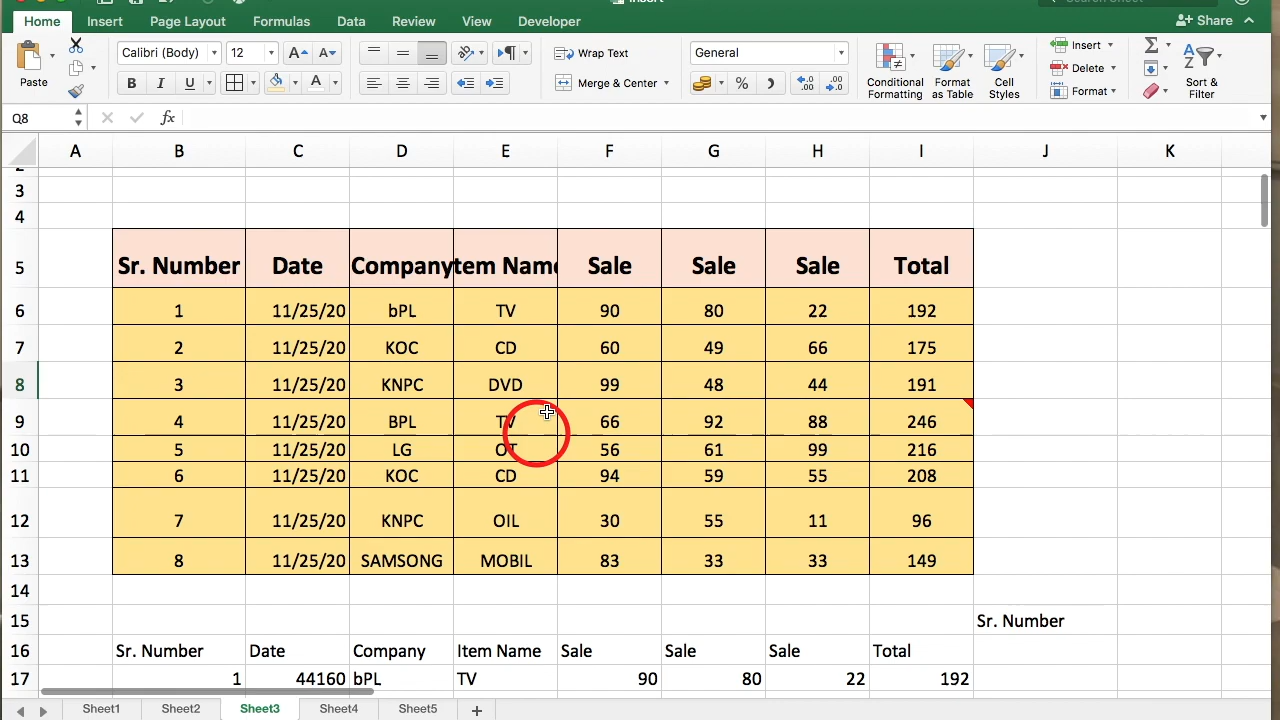 Home Insert Page Layout Formulas Data Review View Developer Share
Paste Calibri (Body) 12 A A Wrap Text General Conditional Formatting Format as Table Cell Styles Insert Sort & Filter
B I U A Merge & Center % Delete
Format
Q8 fx
A B C D E F G H I J K
3
4
5 Sr. Number Date Company tem Name Sale Sale Sale Total
6 1 11/25/20 bPL TV 90 80 22 192
7 2 11/25/20 KOC CD 60 49 66 175
8 3 11/25/20 KNPC DVD 99 48 44 191
9 4 11/25/20 BPL TV 66 92 88 246
10 5 11/25/20 LG OT 56 61 99 216
11 6 11/25/20 KOC CD 94 59 55 208
12 7 11/25/20 KNPC OIL 30 55 11 96
13 8 11/25/20 SAMSONG MOBIL 83 33 33 149
14
15 Sr. Number
16 Sr. Number Date Company Item Name Sale Sale Sale Total
17 1 44160 bPL TV 90 80 22 192
Sheet1 Sheet2 Sheet3 Sheet4 Sheet5 +